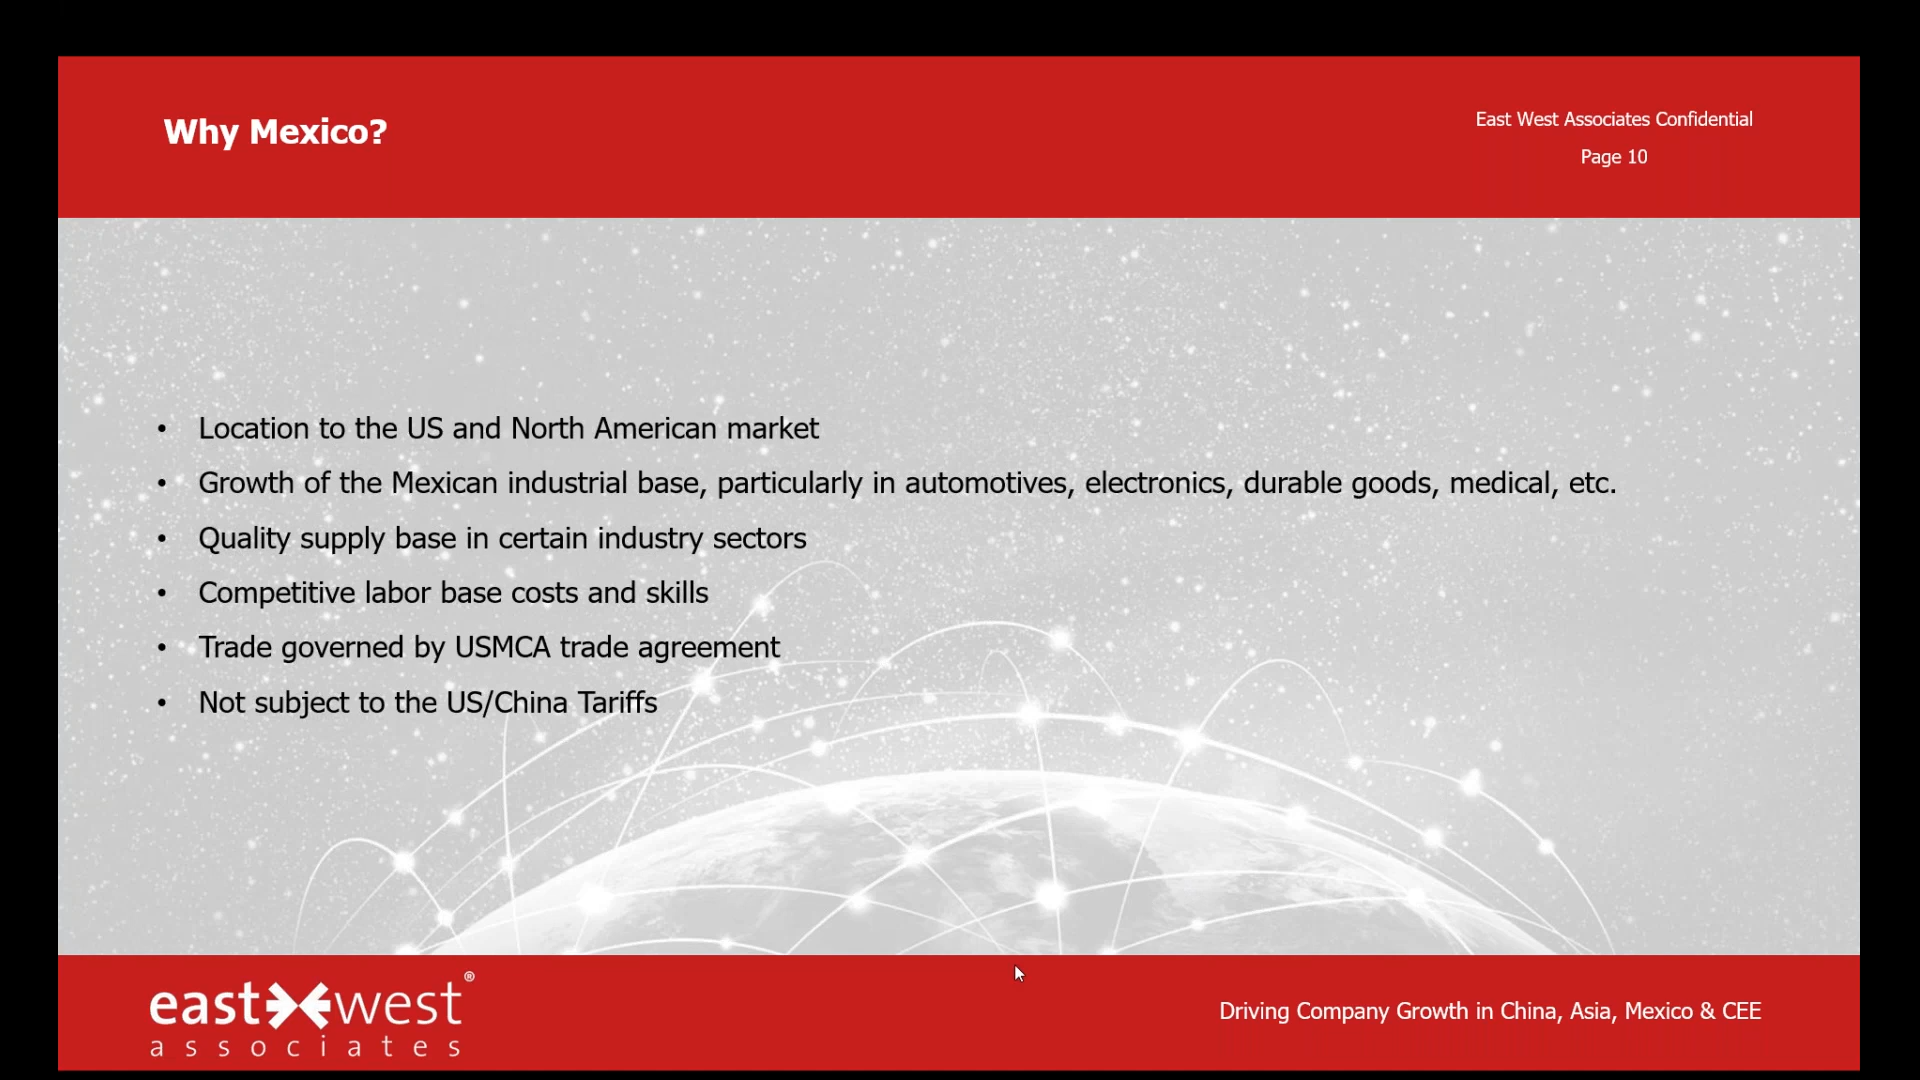 Why Mexico?
East West Associates Confidential
Page 10
• Location to the US and North American market
• Growth of the Mexican industrial base, particularly in automotives, electronics, durable goods, medical, etc.
• Quality supply base in certain industry sectors
• Competitive labor base costs and skills
• Trade governed by USMCA trade agreement
• Not subject to the US/China Tariffs
east west®
associates
Driving Company Growth in China, Asia, Mexico & CEE